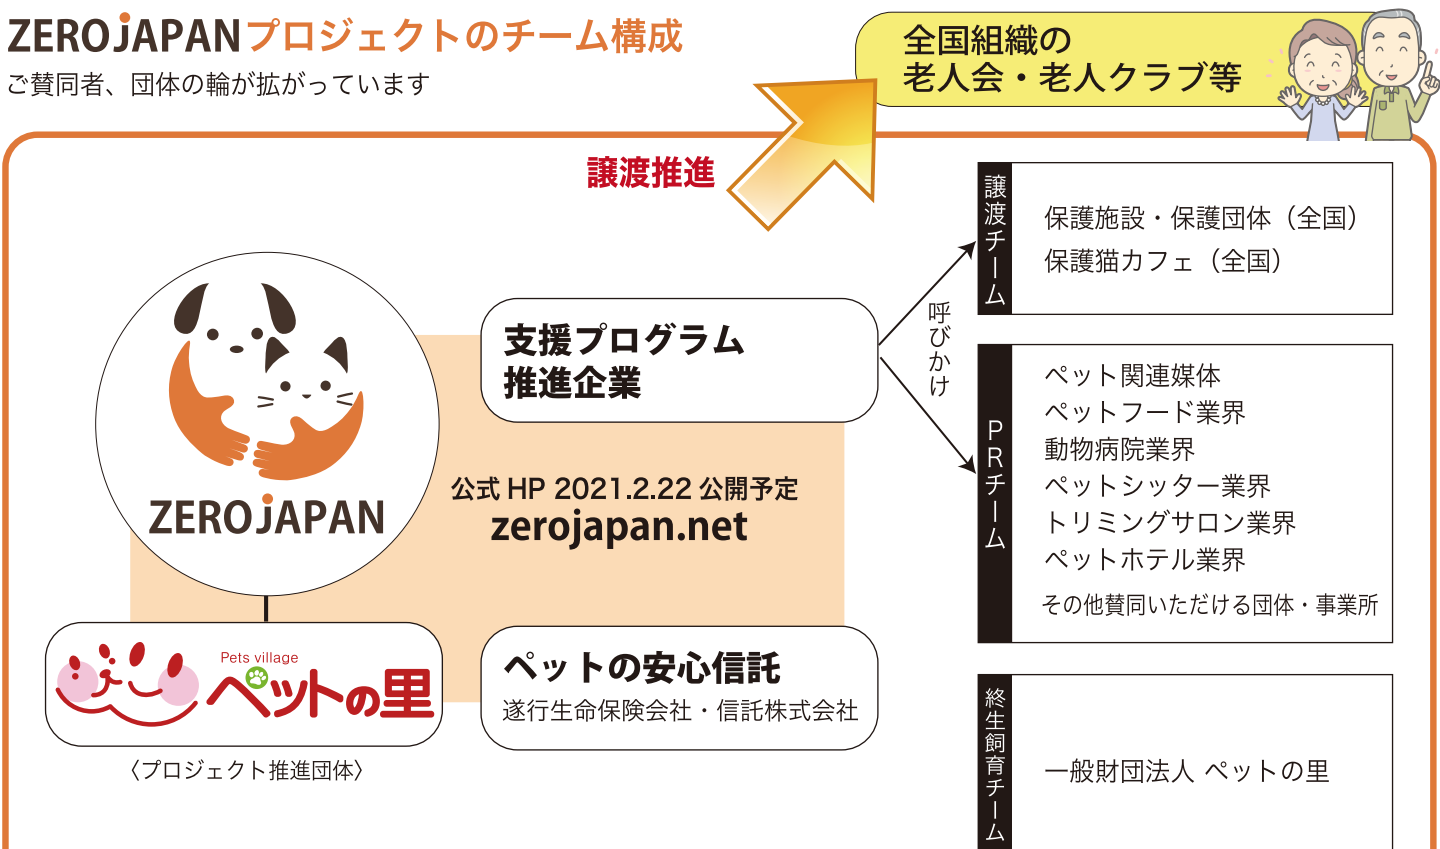 ZEROJAPANプロジェクトのチーム構成
ご賛同者、団体の輪が拡がっています
全国組織の
老人会・老人クラブ等
譲渡推進
譲渡チーム
保護施設・保護団体（全国）
保護猫カフェ（全国）
ZEROJAPAN
支援プログラム
推進企業
呼びかけ
PRチーム
ペット関連媒体
ペットフード業界
動物病院業界
ペットシッター業界
トリミングサロン業界
ペットホテル業界
その他賛同いただける団体・事業所
公式 HP 2021.2.22 公開予定
zerojapan.net
Pets village
ペットの里
〈プロジェクト推進団体〉
ペットの安心信託
遂行生命保険会社・信託株式会社
終生飼育チーム
一般財団法人 ペットの里